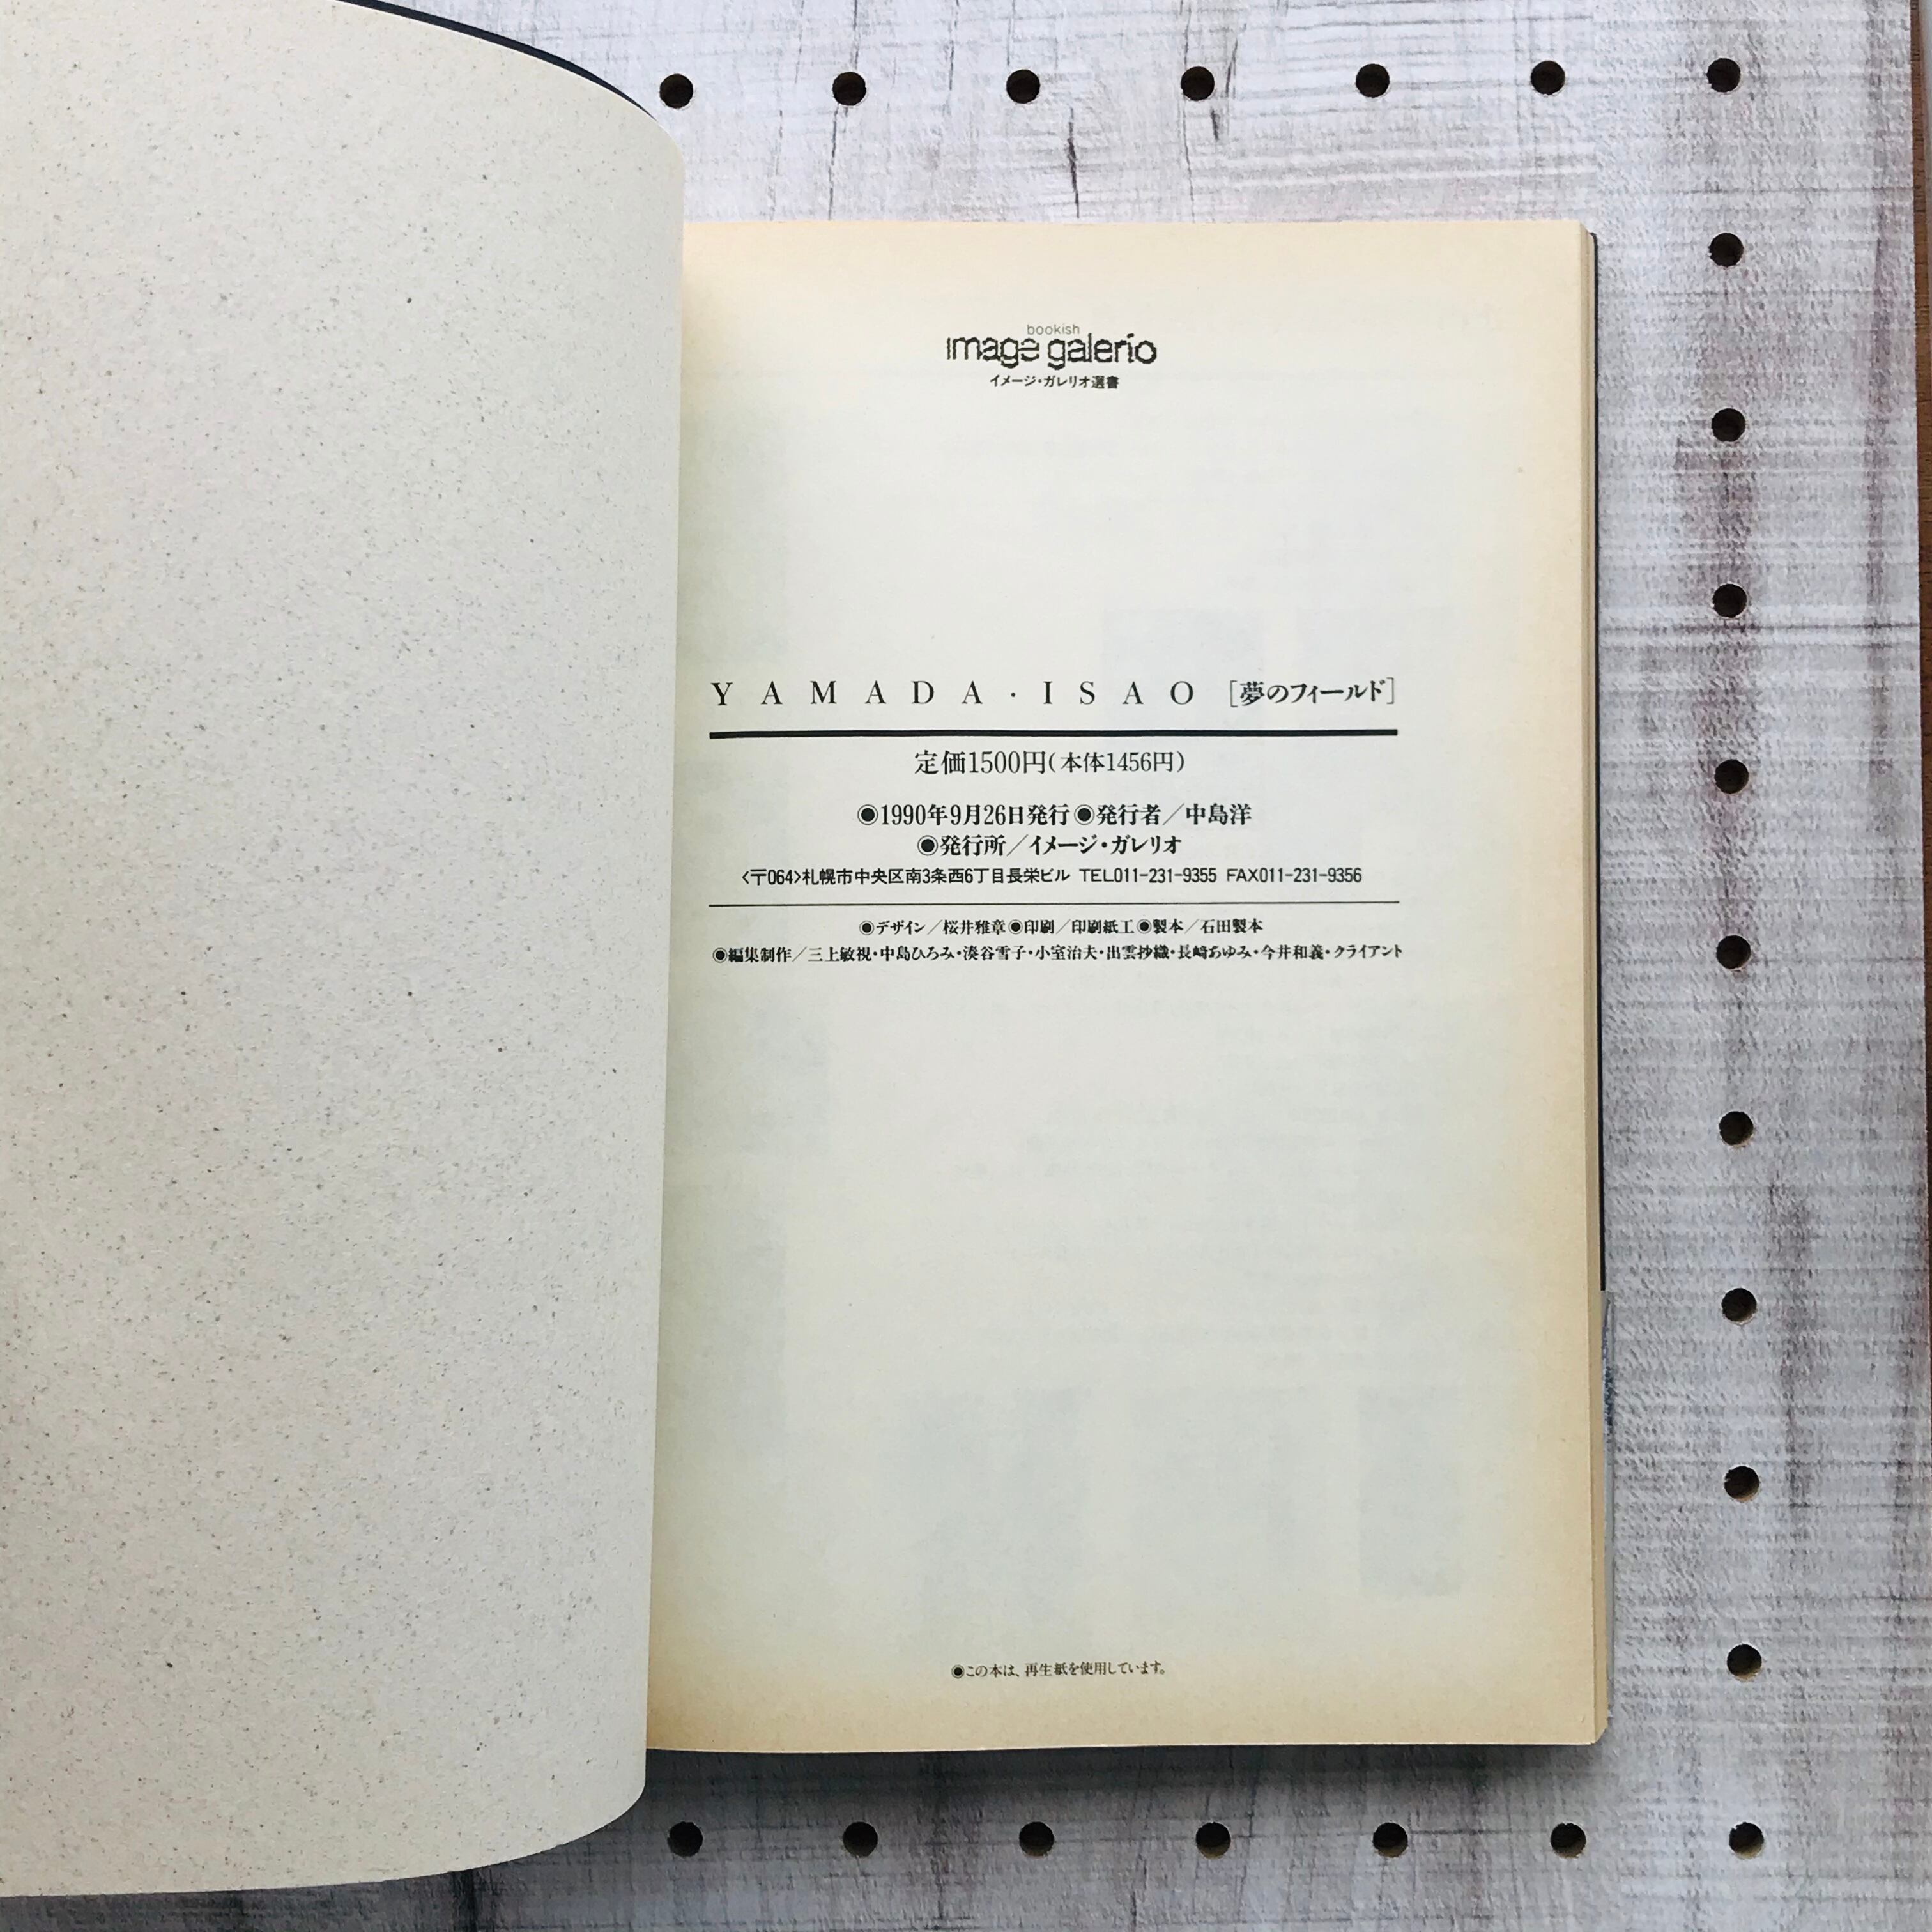 bookish
image galerio
イメージ・ガレリオ選書
YAMADA・ISAO［夢のフィールド］
定価1500円(本体1456円)
◉1990年9月26日発行◉発行者／中島洋
◉発行所／イメージ・ガレリオ
〈〒064〉札幌市中央区南3条西6丁目長栄ビル TEL011-231-9355 FAX011-231-9356
◉デザイン／桜井雅章◉印刷／印刷紙工◉製本／石田製本
◉編集制作／三上敏視・中島ひろみ・湊谷雪子・小室治夫・出雲抄織・長崎あゆみ・今井和義・クライアント
◉この本は、再生紙を使用しています。